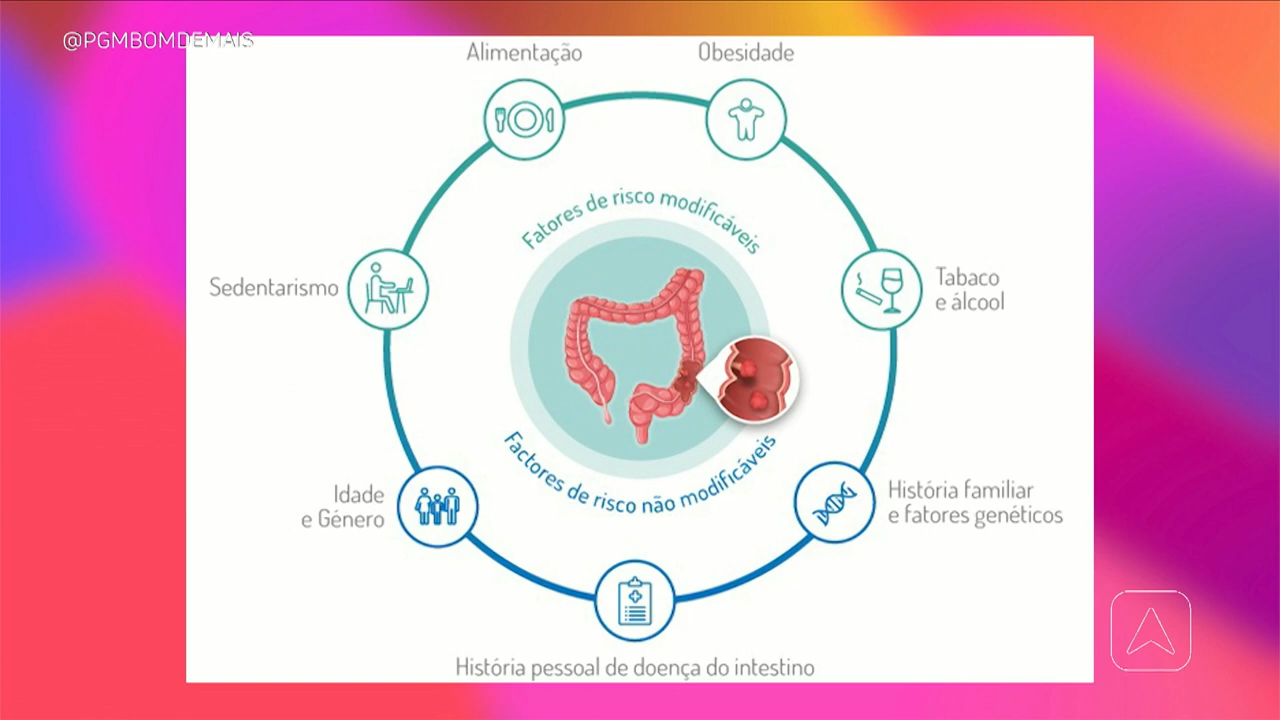 @PGMBOMDEMAIS
Alimentação
Obesidade
Fatores de risco modificáveis
Sedentarismo
Tabaco
e álcool
Factores de risco não modificáveis
Idade
e Género
História familiar
e fatores genéticos
História pessoal de doença do intestino